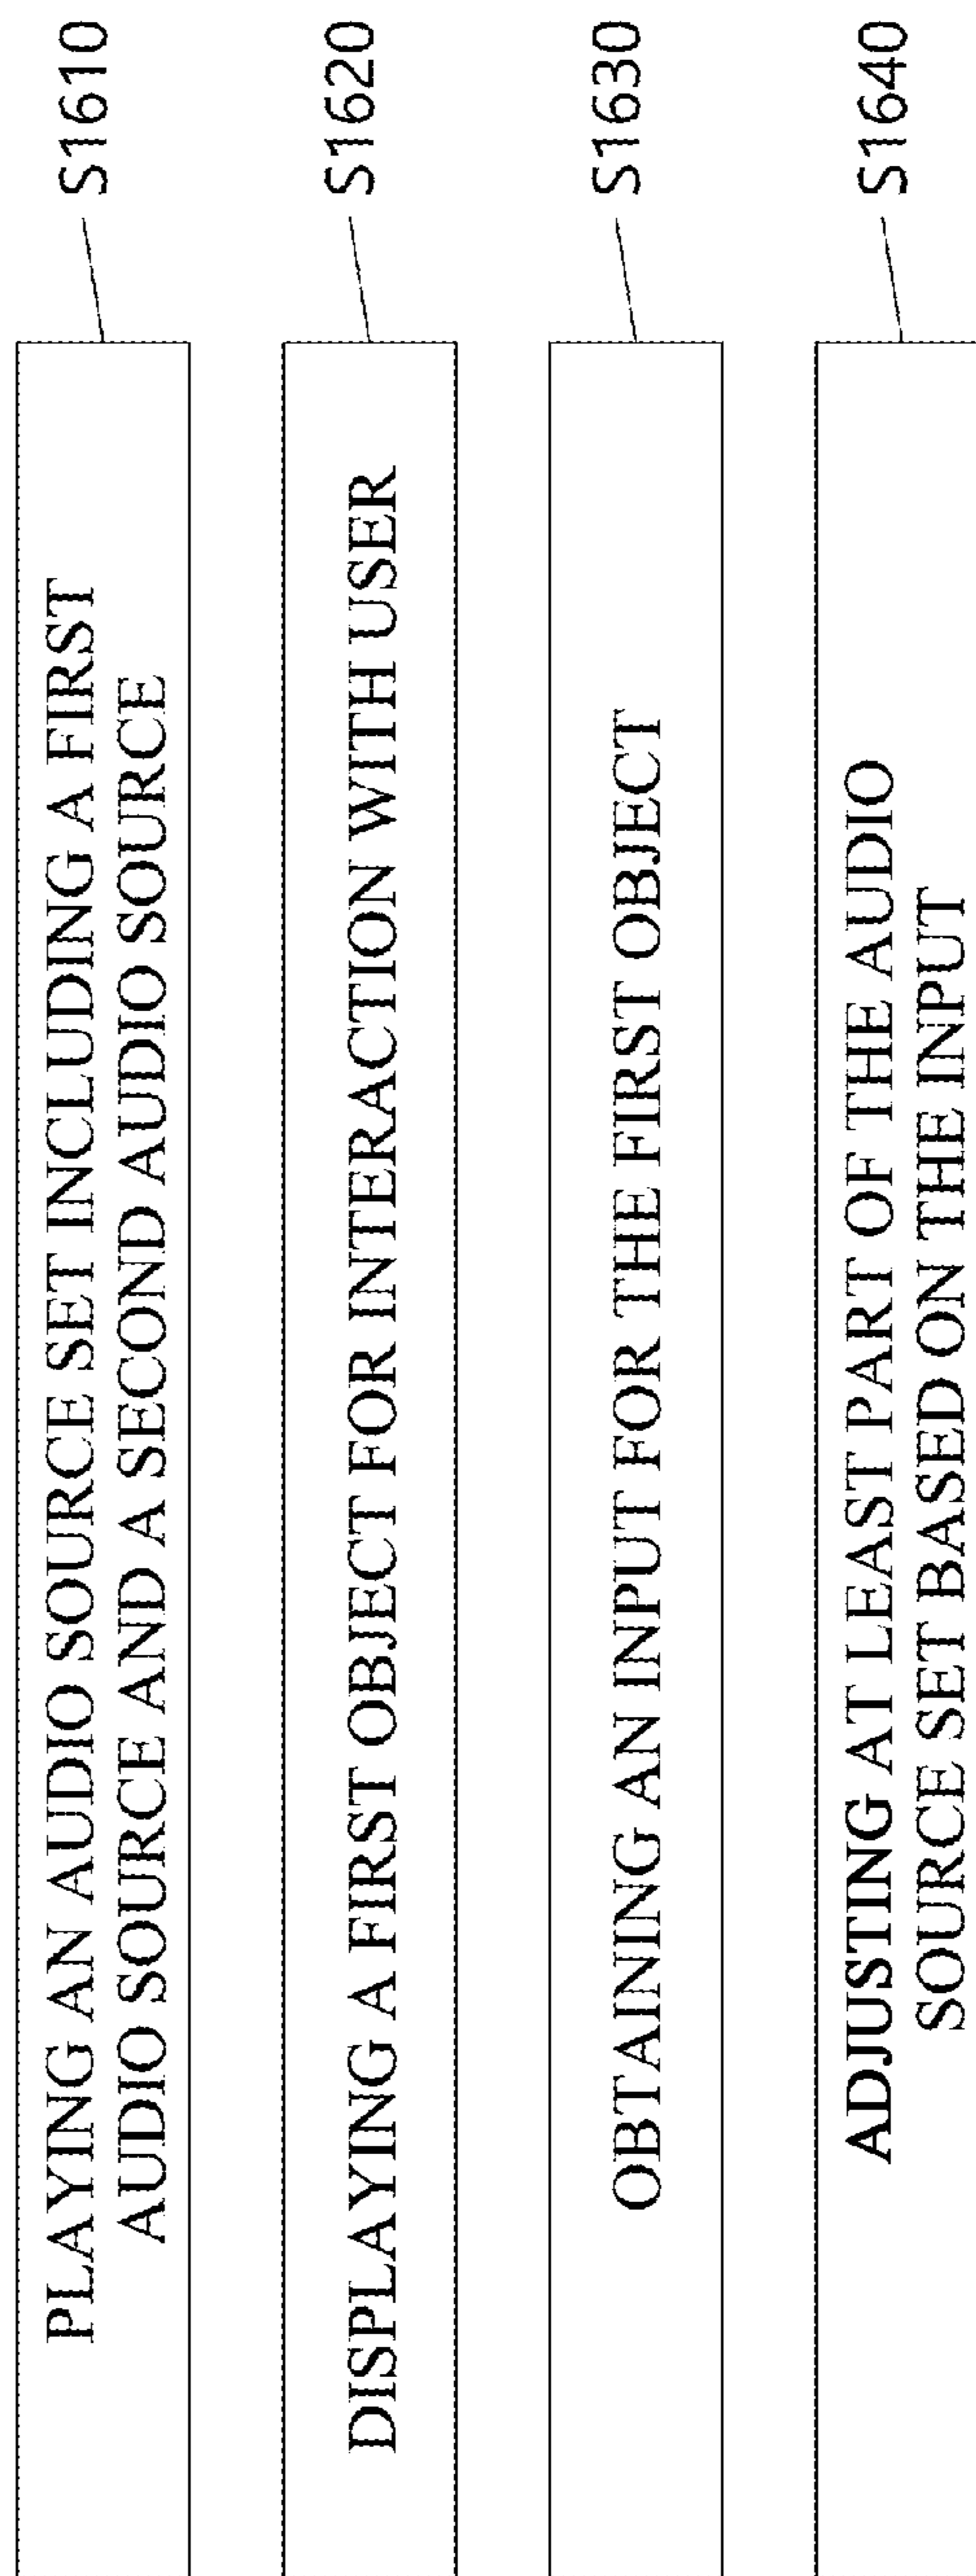 PLAYING AN AUDIO SOURCE SET INCLUDING A FIRST
AUDIO SOURCE AND A SECOND AUDIO SOURCE
S1610
DISPLAYING A FIRST OBJECT FOR INTERACTION WITH USER
S1620
OBTAINING AN INPUT FOR THE FIRST OBJECT
S1630
ADJUSTING AT LEAST PART OF THE AUDIO
SOURCE SET BASED ON THE INPUT
S1640